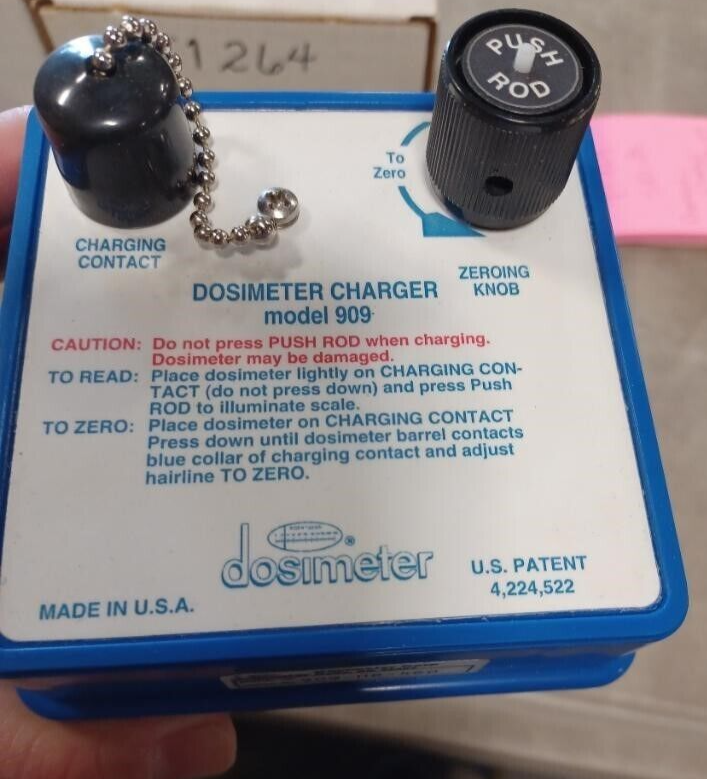 1264
PUSH
ROD
To
Zero
CHARGING
CONTACT
ZEROING
KNOB
DOSIMETER CHARGER
model 909
CAUTION: Do not press PUSH ROD when charging.
Dosimeter may be damaged.
TO READ: Place dosimeter lightly on CHARGING CON-
TACT (do not press down) and press Push
ROD to illuminate scale.
TO ZERO: Place dosimeter on CHARGING CONTACT
Press down until dosimeter barrel contacts
blue collar of charging contact and adjust
hairline TO ZERO.
dosimeter®
U.S. PATENT
4,224,522
MADE IN U.S.A.